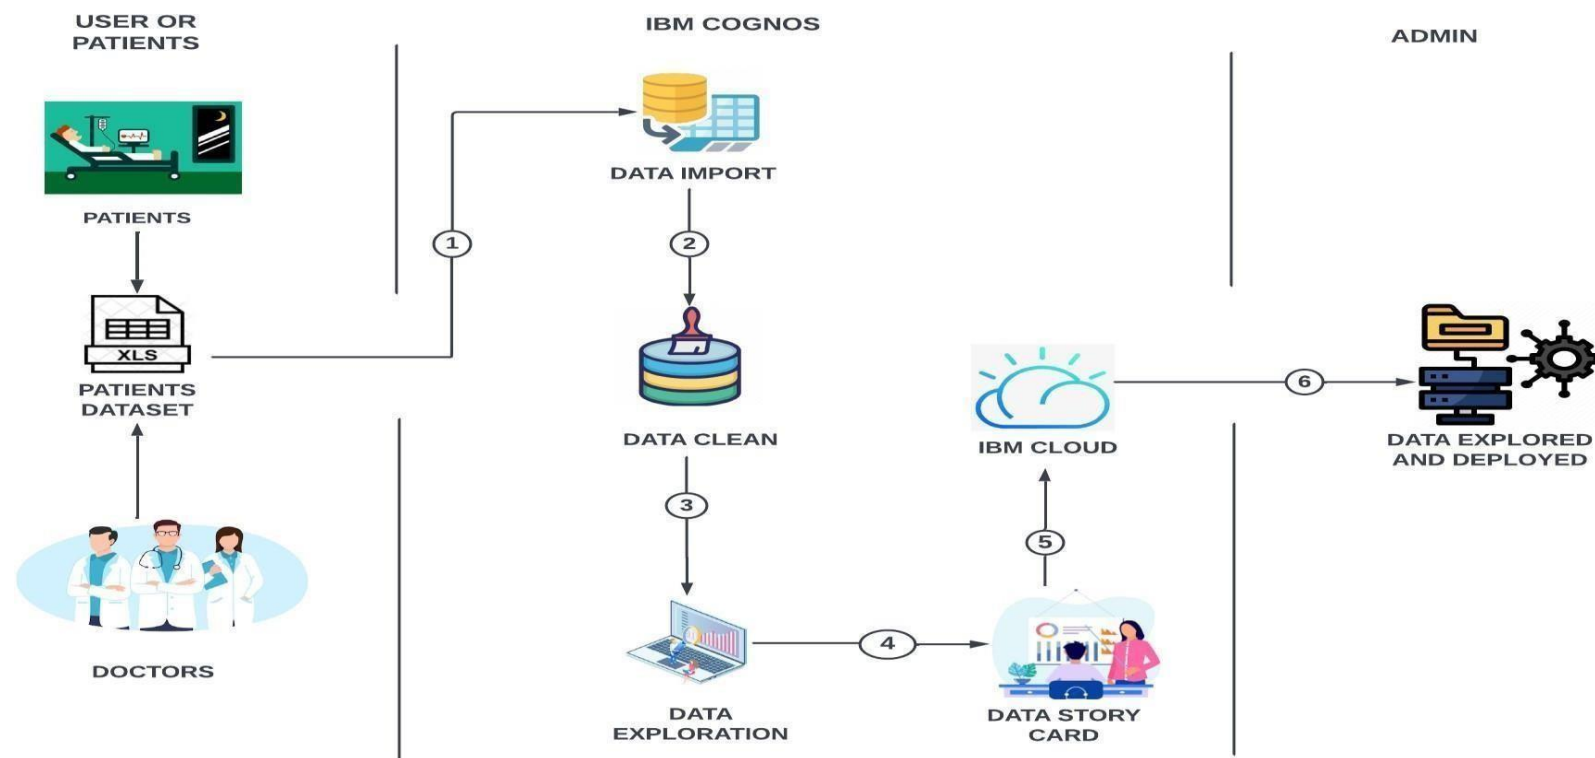 USER OR
PATIENTS
IBM COGNOS
ADMIN
PATIENTS
XLS
PATIENTS
DATASET
DOCTORS
1
DATA IMPORT
2
DATA CLEAN
3
DATA
EXPLORATION
4
DATA STORY
CARD
5
IBM CLOUD
6
DATA EXPLORED
AND DEPLOYED